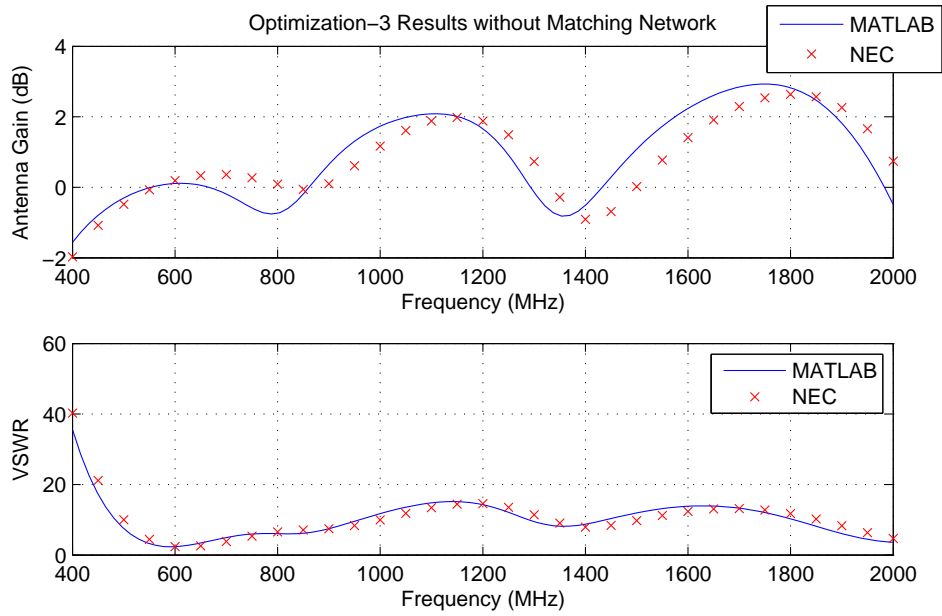 Optimization−3 Results without Matching Network
MATLAB
NEC
Antenna Gain (dB)
4
2
0
−2
400 600 800 1000 1200 1400 1600 1800 2000
Frequency (MHz)
MATLAB
NEC
VSWR
60
40
20
0
400 600 800 1000 1200 1400 1600 1800 2000
Frequency (MHz)